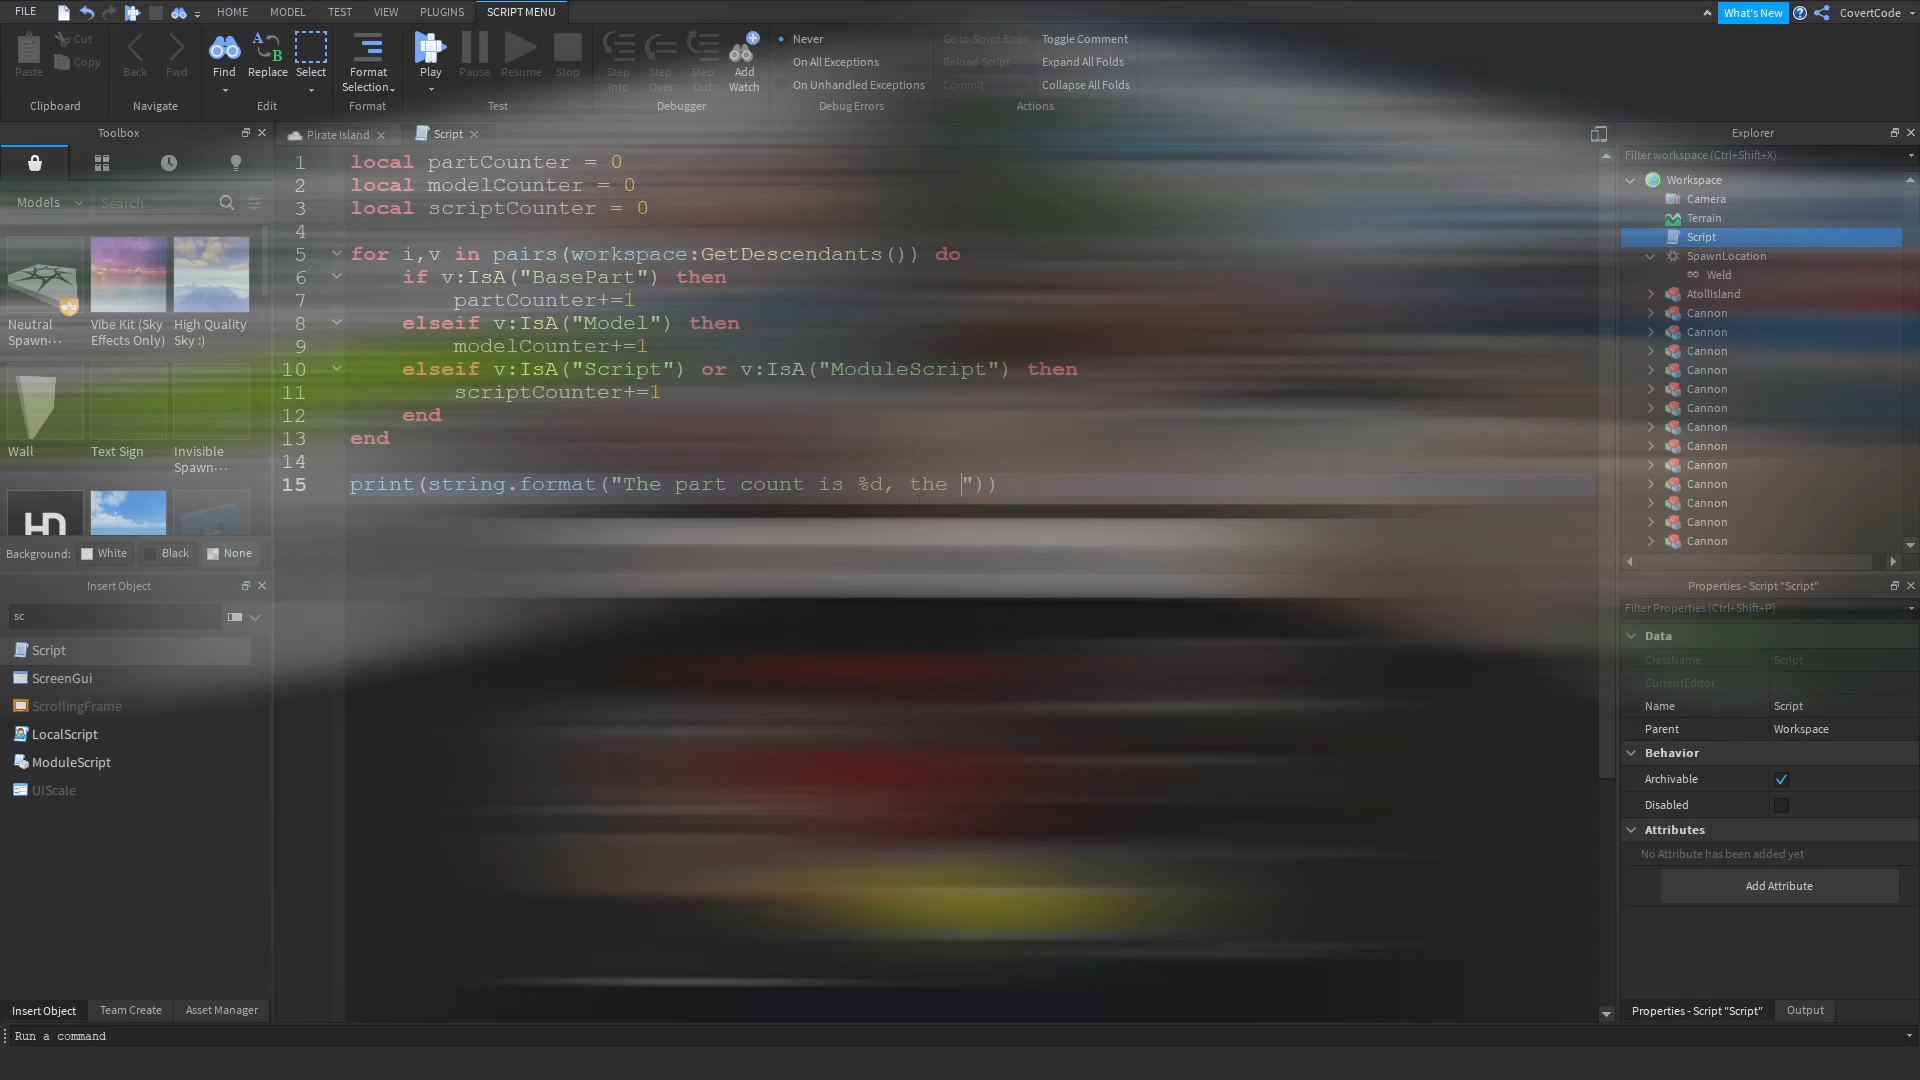 FILE
HOME
MODEL
TEST
VIEW
PLUGINS
SCRIPT MENU
What's New
CovertCode
Paste
Cut
Copy
Clipboard
Back
Fwd
Navigate
Find
Replace
Select
Edit
Format
Selection
Format
Play
Pause
Resume
Stop
Test
Step
Into
Step
Over
Step
Out
Add
Watch
Debugger
Never
On All Exceptions
On Unhandled Exceptions
Debug Errors
Go to Script Error
Reload Script
Commit
Toggle Comment
Expand All Folds
Collapse All Folds
Actions
Toolbox
Models
Search
Neutral
Spawn...
Vibe Kit (Sky
Effects Only)
High Quality
Sky :)
Wall
Text Sign
Invisible
Spawn...
HD
Background:
White
Black
None
Insert Object
sc
Script
ScreenGui
ScrollingFrame
LocalScript
ModuleScript
UIScale
Insert Object
Team Create
Asset Manager
Run a command
Pirate Island
Script
1 local partCounter = 0
2 local modelCounter = 0
3 local scriptCounter = 0
4
5 for i,v in pairs(workspace:GetDescendants()) do
6 if v:IsA("BasePart") then
7 partCounter+=1
8 elseif v:IsA("Model") then
9 modelCounter+=1
10 elseif v:IsA("Script") or v:IsA("ModuleScript") then
11 scriptCounter+=1
12 end
13 end
14
15 print(string.format("The part count is %d, the "))
Explorer
Filter workspace (Ctrl+Shift+X)
Workspace
Camera
Terrain
Script
SpawnLocation
Weld
AtollIsland
Cannon
Cannon
Cannon
Cannon
Cannon
Cannon
Cannon
Cannon
Cannon
Cannon
Cannon
Cannon
Cannon
Properties - Script "Script"
Filter Properties (Ctrl+Shift+P)
Data
ClassName Script
CurrentEditor
Name Script
Parent Workspace
Behavior
Archivable
Disabled
Attributes
No Attribute has been added yet
Add Attribute
Properties - Script "Script"
Output